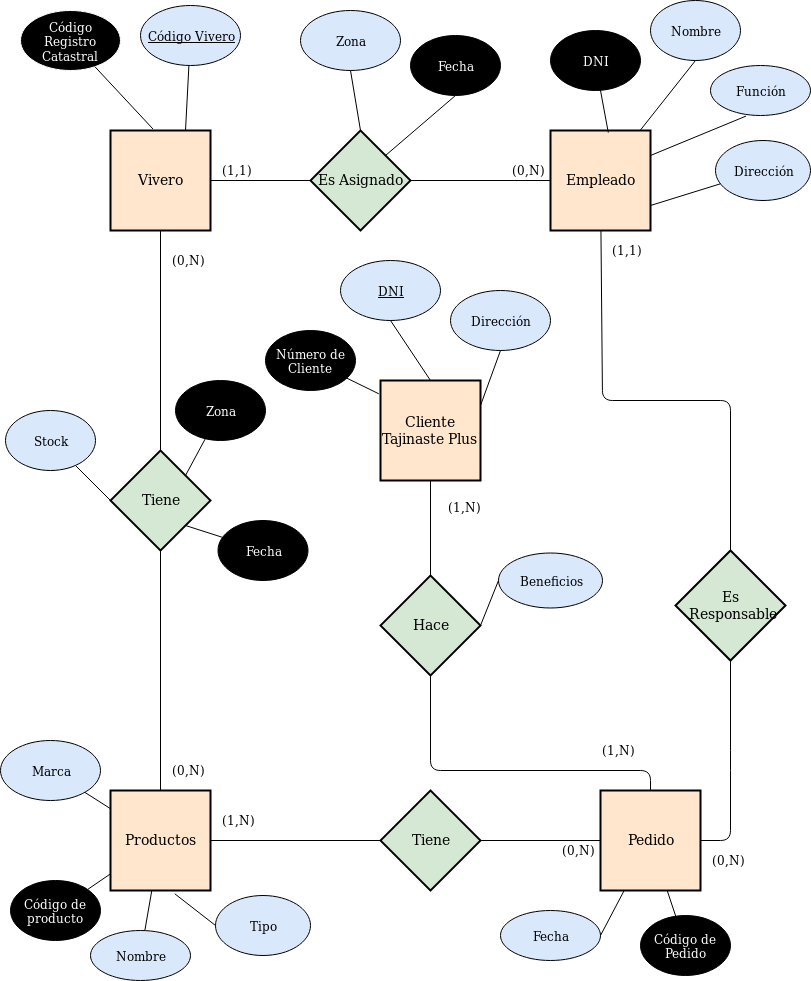 Código
Registro
Catastral
Código Vivero
Zona
Fecha
DNI
Nombre
Función
Dirección
Vivero
(1,1)
Es Asignado
(0,N)
Empleado
(0,N)
(1,1)
DNI
Dirección
Número de
Cliente
Cliente
Tajinaste Plus
Stock
Zona
Tiene
Fecha
(1,N)
Hace
Beneficios
Es
Responsable
Marca
(0,N)
(1,N)
Productos
(1,N)
Tiene
(0,N)
Pedido
(0,N)
Código de
producto
Nombre
Tipo
Fecha
Código de
Pedido